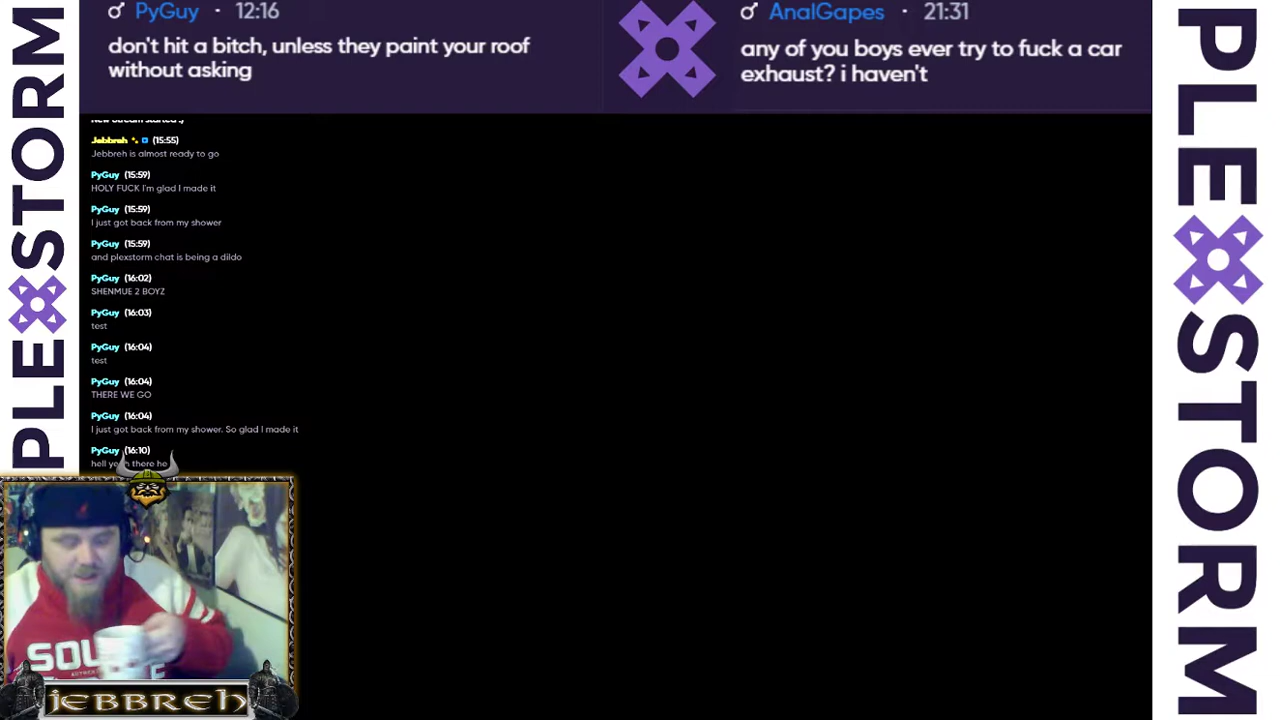 PyGuy · 12:16
don't hit a bitch, unless they paint your roof
without asking
AnalGapes · 21:31
any of you boys ever try to fuck a car
exhaust? i haven't
PLEXSTORM
PLEXSTORM
New stream started :)
Jebbreh (15:55)
Jebbreh is almost ready to go
PyGuy (15:59)
HOLY FUCK I'm glad I made it
PyGuy (15:59)
I just got back from my shower
PyGuy (15:59)
and plexstorm chat is being a dildo
PyGuy (16:02)
SHENMUE 2 BOYZ
PyGuy (16:03)
test
PyGuy (16:04)
test
PyGuy (16:04)
THERE WE GO
PyGuy (16:04)
I just got back from my shower. So glad I made it
PyGuy (16:10)
hell yeah there he
SOU
JEBBREH